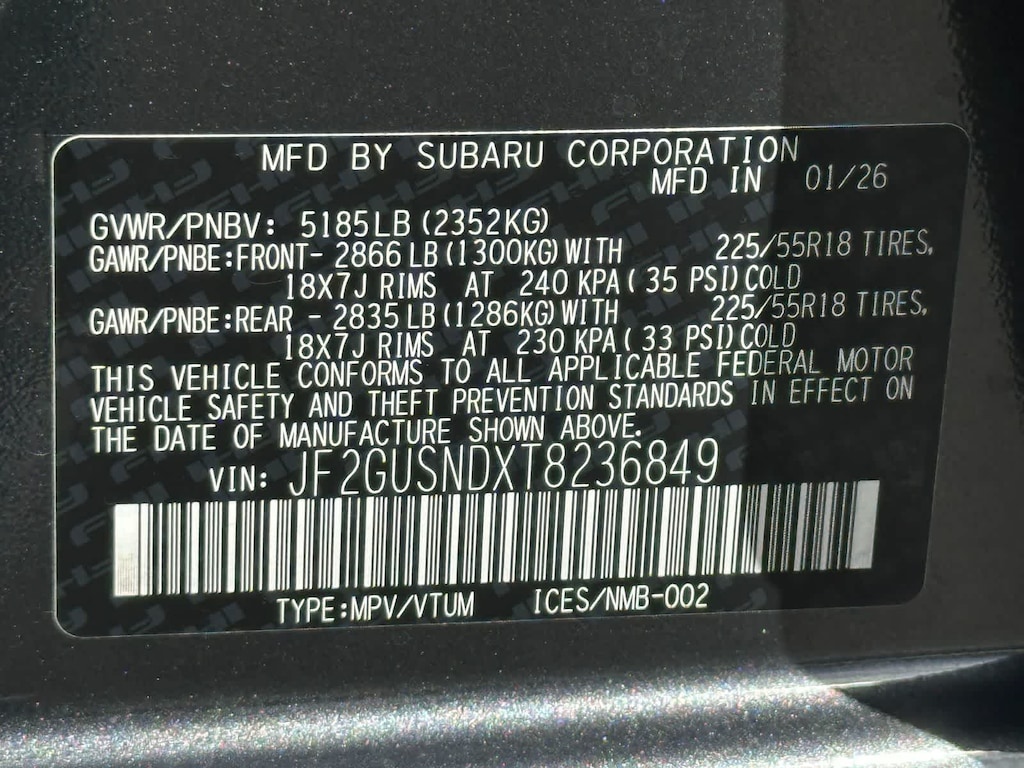 MFD BY SUBARU CORPORATION
MFD IN 01/26
GVWR/PNBV: 5185LB (2352KG)
GAWR/PNBE:FRONT- 2866 LB (1300KG) WITH 225/55R18 TIRES,
18X7J RIMS AT 240 KPA ( 35 PSI) COLD
GAWR/PNBE:REAR - 2835 LB (1286KG) WITH 225/55R18 TIRES,
18X7J RIMS AT 230 KPA ( 33 PSI) COLD
THIS VEHICLE CONFORMS TO ALL APPLICABLE FEDERAL MOTOR
VEHICLE SAFETY AND THEFT PREVENTION STANDARDS IN EFFECT ON
THE DATE OF MANUFACTURE SHOWN ABOVE.
VIN: JF2GUSNDXT8236849
TYPE:MPV/VTUM ICES/NMB-002